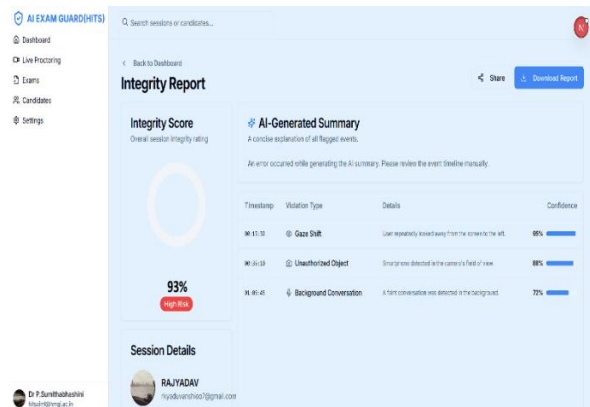 AI EXAM GUARD(HITS)
Search sessions or candidates...
N
Dashboard
Live Proctoring
Exams
Candidates
Settings
Back to Dashboard
Integrity Report
Share
Download Report
Integrity Score
Overall session integrity rating
93%
High Risk
AI-Generated Summary
A concise explanation of all flagged events.
An error occurred while generating the AI summary. Please review the event timeline manually.
Timestamp Violation Type Details Confidence
Gaze Shift User repeatedly looked away from the screen to the left. 95%
Unauthorized Object Smartphone detected in the camera's field of view. 88%
Background Conversation A faint conversation was detected in the background. 72%
Session Details
RAJYADAV
Dr P.Sumithabhashini